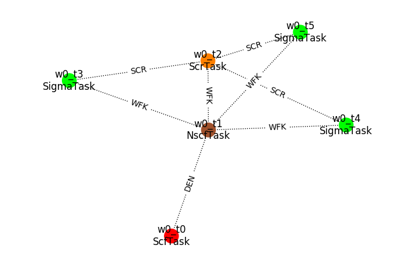 w0_t5
SigmaTask
SCR
w0_t2
ScrTask
w0_t3
SigmaTask
SCR
WFK
SCR
WFK
WFK
w0_t4
SigmaTask
w0_t1
NscrTask
WFK
DEN
w0_t0
ScrTask